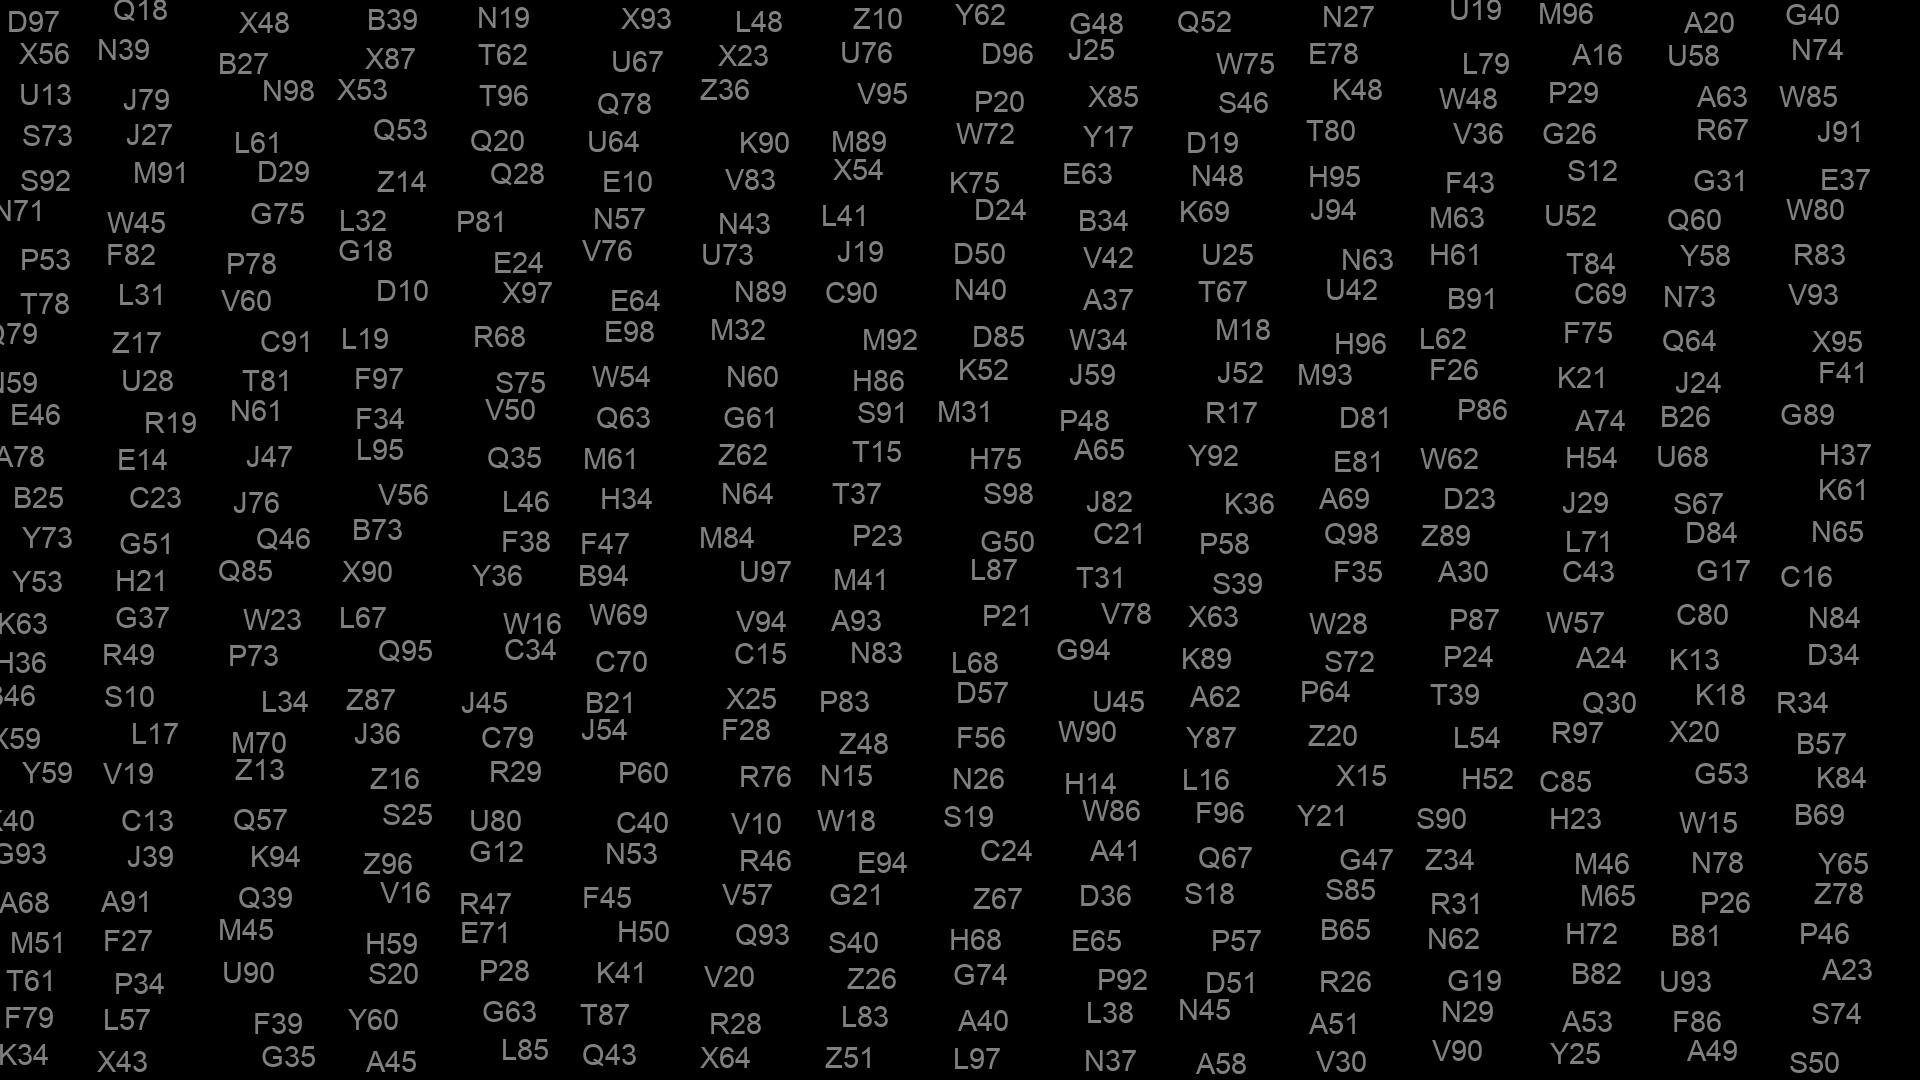 D97 Q18 X48 B39 N19 X93 L48 Z10 Y62 G48 Q52 N27 U19 M96 A20 G40
X56 N39 B27 X87 T62 U67 X23 U76 D96 J25 W75 E78 L79 A16 U58 N74
U13 J79 N98 X53 T96 Q78 Z36 V95 P20 X85 S46 K48 W48 P29 A63 W85
S73 J27 L61 Q53 Q20 U64 K90 M89 W72 Y17 D19 T80 V36 G26 R67 J91
S92 M91 D29 Z14 Q28 E10 V83 X54 K75 E63 N48 H95 F43 S12 G31 E37
N71 W45 G75 L32 P81 N57 N43 L41 D24 B34 K69 J94 M63 U52 Q60 W80
P53 F82 P78 G18 E24 V76 U73 J19 D50 V42 U25 N63 H61 T84 Y58 R83
T78 L31 V60 D10 X97 E64 N89 C90 N40 A37 T67 U42 B91 C69 N73 V93
Q79 Z17 C91 L19 R68 E98 M32 M92 D85 W34 M18 H96 L62 F75 Q64 X95
U28 T81 F97 S75 W54 N60 H86 K52 J59 J52 M93 F26 K21 J24 F41
E46 R19 N61 F34 V50 Q63 G61 S91 M31 P48 R17 D81 P86 A74 B26 G89
A78 E14 J47 L95 Q35 M61 Z62 T15 H75 A65 Y92 E81 W62 H54 U68 H37
B25 C23 J76 V56 L46 H34 N64 T37 S98 J82 K36 A69 D23 J29 S67 K61
Y73 G51 Q46 B73 F38 F47 M84 P23 G50 C21 P58 Q98 Z89 L71 D84 N65
Y53 H21 Q85 X90 Y36 B94 U97 M41 L87 T31 S39 F35 A30 C43 G17 C16
K63 G37 W23 L67 W16 W69 V94 A93 P21 V78 X63 W28 P87 W57 C80 N84
H36 R49 P73 Q95 C34 C70 C15 N83 L68 G94 K89 S72 P24 A24 K13 D34
S10 L34 Z87 J45 B21 X25 P83 D57 U45 A62 P64 T39 Q30 K18 R34
X59 L17 M70 J36 C79 J54 F28 Z48 F56 W90 Y87 Z20 L54 R97 X20 B57
Y59 V19 Z13 Z16 R29 P60 R76 N15 N26 H14 L16 X15 H52 C85 G53 K84
C13 Q57 S25 U80 C40 V10 W18 S19 W86 F96 Y21 S90 H23 W15 B69
G93 J39 K94 Z96 G12 N53 R46 E94 C24 A41 Q67 G47 Z34 M46 N78 Y65
A68 A91 Q39 V16 R47 F45 V57 G21 Z67 D36 S18 S85 R31 M65 P26 Z78
M51 F27 M45 H59 E71 H50 Q93 S40 H68 E65 P57 B65 N62 H72 B81 P46
T61 P34 U90 S20 P28 K41 V20 Z26 G74 P92 D51 R26 G19 B82 U93 A23
F79 L57 F39 Y60 G63 T87 R28 L83 A40 L38 N45 A51 N29 A53 F86 S74
K34 X43 G35 A45 L85 Q43 X64 Z51 L97 N37 A58 V30 V90 Y25 A49 S50